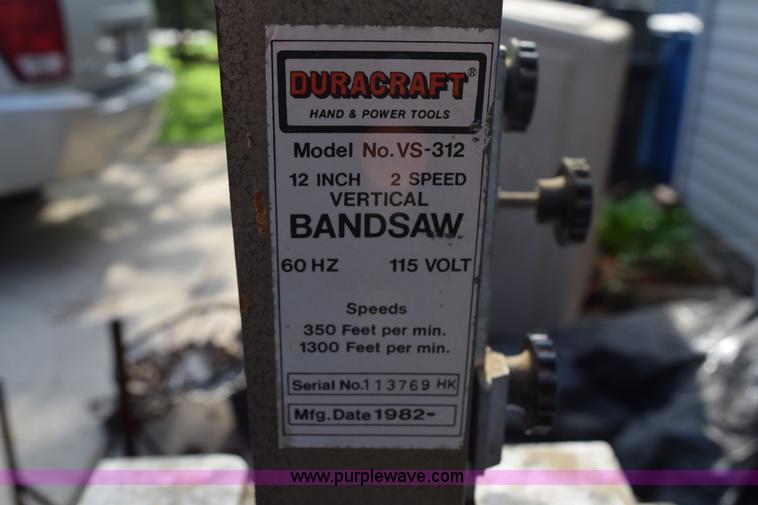 DURACRAFT®
HAND & POWER TOOLS
Model No. VS-312
12 INCH 2 SPEED
VERTICAL
BANDSAW
60 HZ 115 VOLT
Speeds
350 Feet per min.
1300 Feet per min.
Serial No. 113769 HK
Mfg. Date 1982-
www.purplewave.com